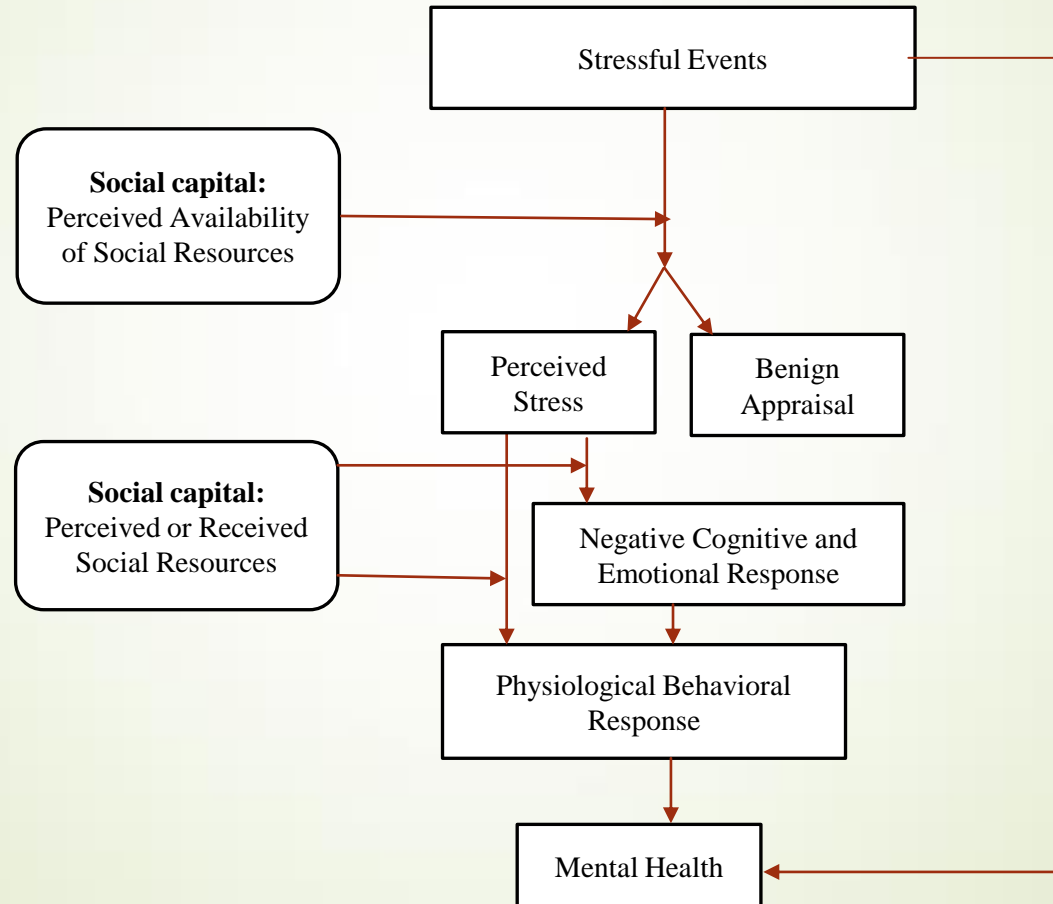 Stressful Events
Social capital:
Perceived Availability
of Social Resources
Perceived
Stress
Benign
Appraisal
Social capital:
Perceived or Received
Social Resources
Negative Cognitive and
Emotional Response
Physiological Behavioral
Response
Mental Health